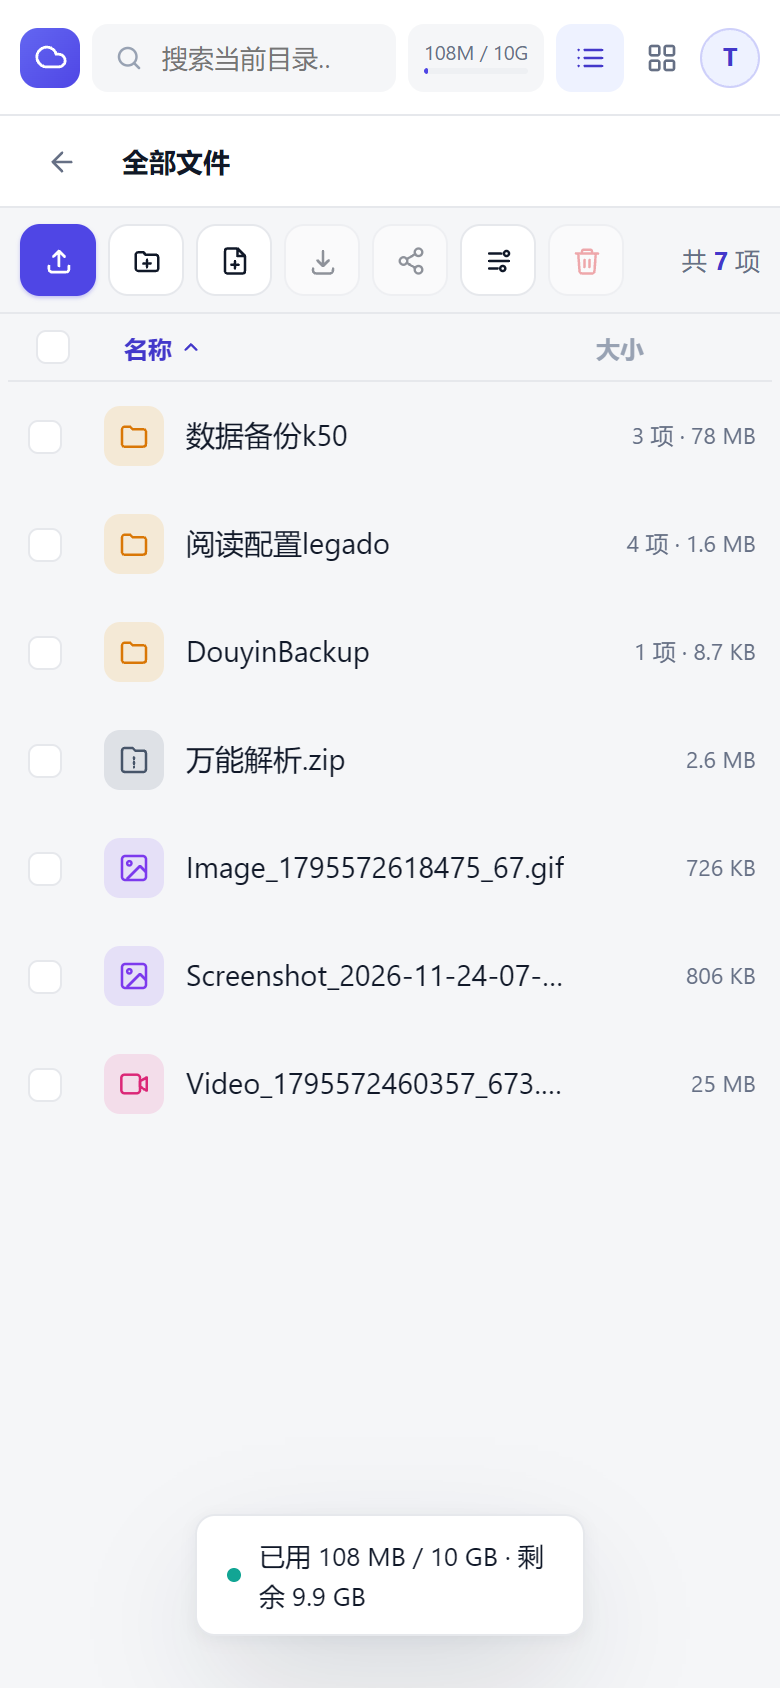 搜索当前目录..
108M / 10G
T
全部文件
共 7 项
名称
大小
数据备份k50
3 项 · 78 MB
阅读配置legado
4 项 · 1.6 MB
DouyinBackup
1 项 · 8.7 KB
万能解析.zip
2.6 MB
Image_1795572618475_67.gif
726 KB
Screenshot_2026-11-24-07-...
806 KB
Video_1795572460357_673....
25 MB
已用 108 MB / 10 GB · 剩
余 9.9 GB